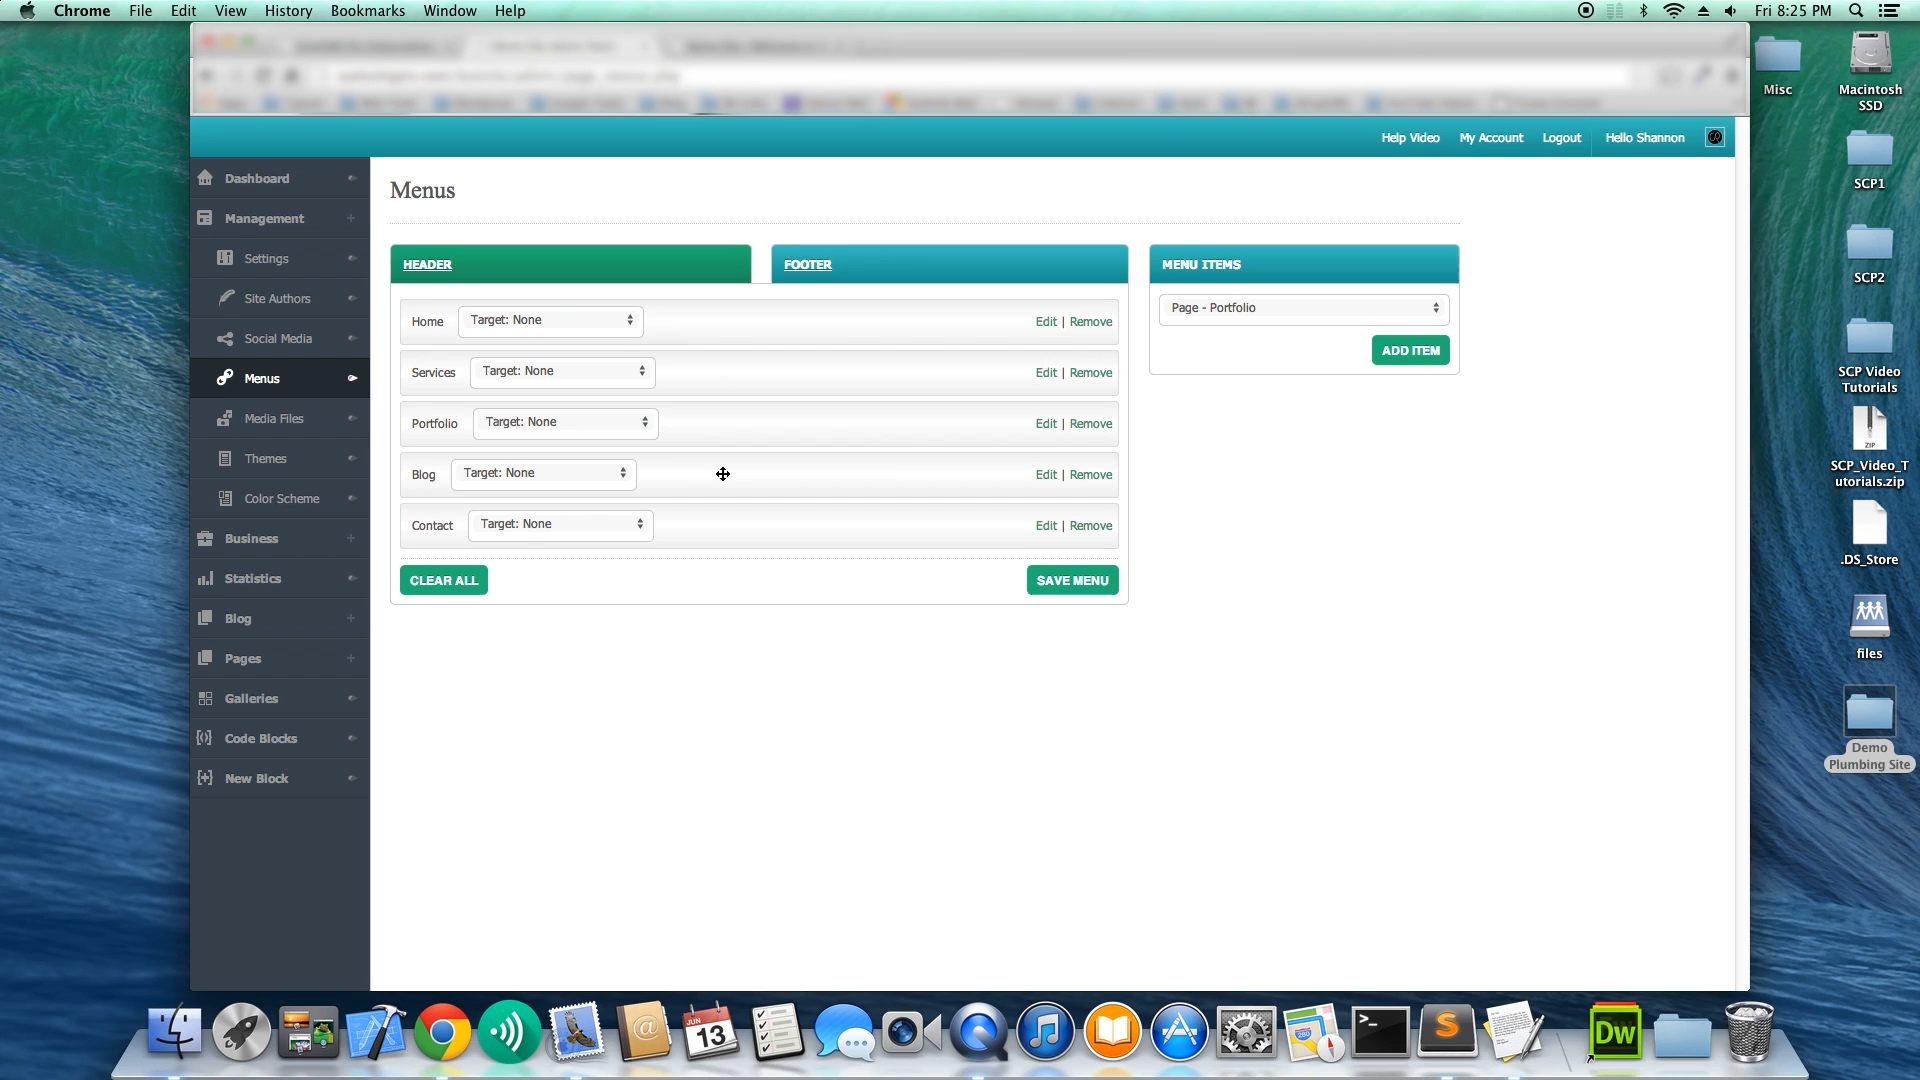 Chrome File Edit View History Bookmarks Window Help
Fri 8:25 PM
Help Video My Account Logout Hello Shannon
Dashboard
Management
Settings
Site Authors
Social Media
Menus
Media Files
Themes
Color Scheme
Business
Statistics
Blog
Pages
Galleries
Code Blocks
New Block
Menus
HEADER
FOOTER
Home Target: None Edit | Remove
Services Target: None Edit | Remove
Portfolio Target: None Edit | Remove
Blog Target: None Edit | Remove
Contact Target: None Edit | Remove
CLEAR ALL SAVE MENU
MENU ITEMS
Page - Portfolio
ADD ITEM
Misc
Macintosh
SSD
SCP1
SCP2
SCP Video
Tutorials
ZIP
SCP_Video_T
utorials.zip
.DS_Store
files
Demo
Plumbing Site
JUN
13
280
>_
S
Dw